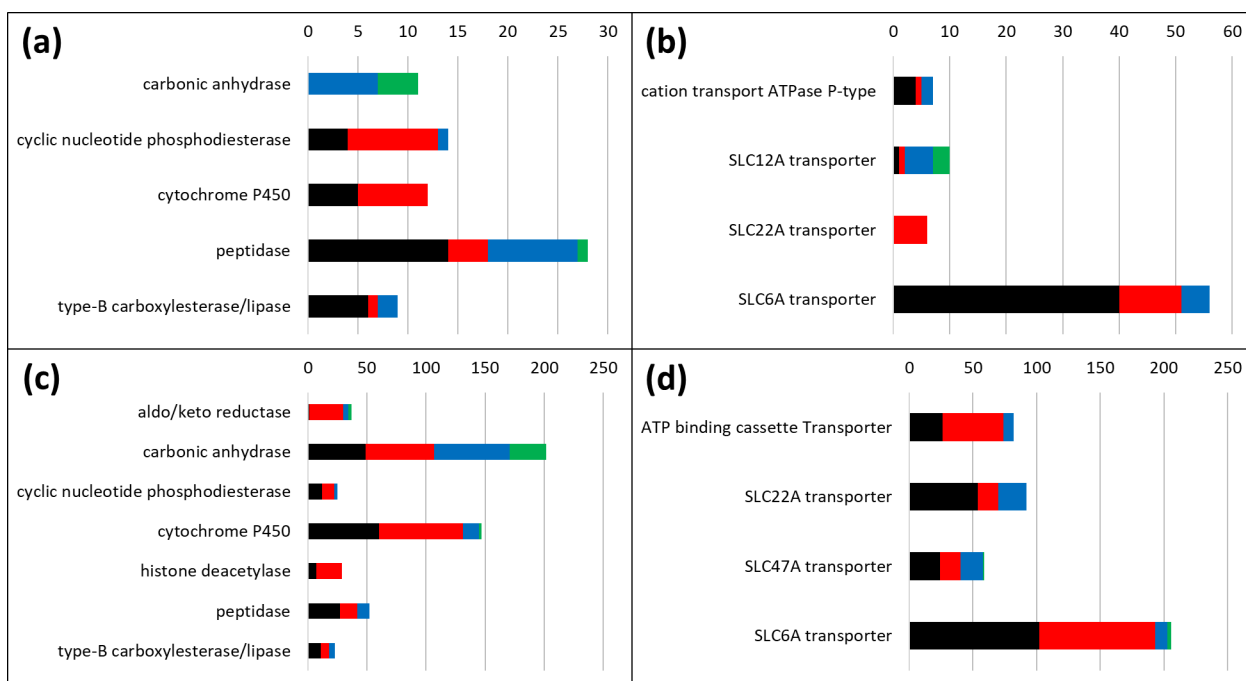 (a)
0 5 10 15 20 25 30
carbonic anhydrase
cyclic nucleotide phosphodiesterase
cytochrome P450
peptidase
type-B carboxylesterase/lipase
(b)
0 10 20 30 40 50 60
cation transport ATPase P-type
SLC12A transporter
SLC22A transporter
SLC6A transporter
(c)
0 50 100 150 200 250
aldo/keto reductase
carbonic anhydrase
cyclic nucleotide phosphodiesterase
cytochrome P450
histone deacetylase
peptidase
type-B carboxylesterase/lipase
(d)
0 50 100 150 200 250
ATP binding cassette Transporter
SLC22A transporter
SLC47A transporter
SLC6A transporter